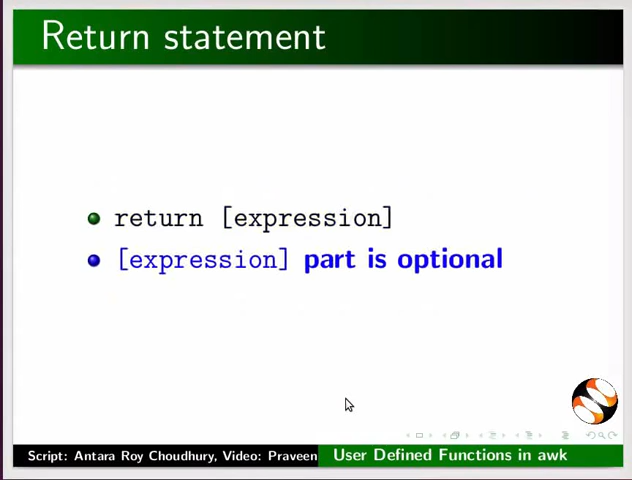 Return statement
return [expression]
[expression] part is optional
Script: Antara Roy Choudhury, Video: Praveen
User Defined Functions in awk